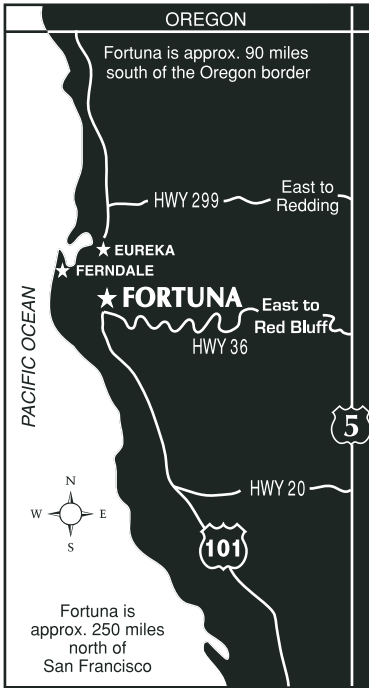 OREGON
Fortuna is approx. 90 miles
south of the Oregon border
East to
HWY 299
Redding
EUREKA
FERNDALE
FORTUNA
East to
Red Bluff
HWY 36
PACIFIC OCEAN
5
N
W E
S
HWY 20
101
Fortuna is
approx. 250 miles
north of
San Francisco